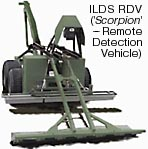 ILDS RDV
('Scorpion'
– Remote
Detection
Vehicle)